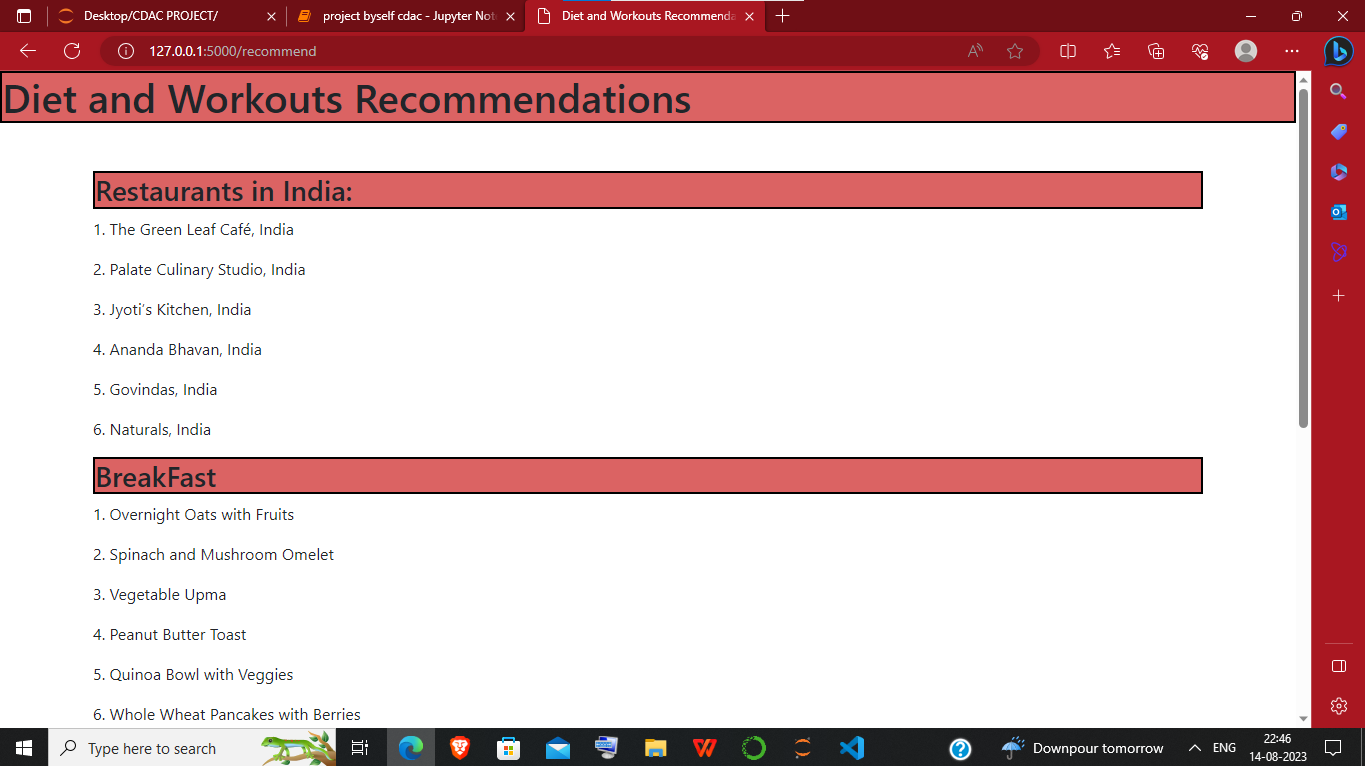 Desktop/CDAC PROJECT/
project byself cdac - Jupyter Not
Diet and Workouts Recommenda
127.0.0.1:5000/recommend
Diet and Workouts Recommendations
Restaurants in India:
1. The Green Leaf Café, India
2. Palate Culinary Studio, India
3. Jyoti’s Kitchen, India
4. Ananda Bhavan, India
5. Govindas, India
6. Naturals, India
BreakFast
1. Overnight Oats with Fruits
2. Spinach and Mushroom Omelet
3. Vegetable Upma
4. Peanut Butter Toast
5. Quinoa Bowl with Veggies
6. Whole Wheat Pancakes with Berries
Type here to search
Downpour tomorrow
ENG
22:46
14-08-2023